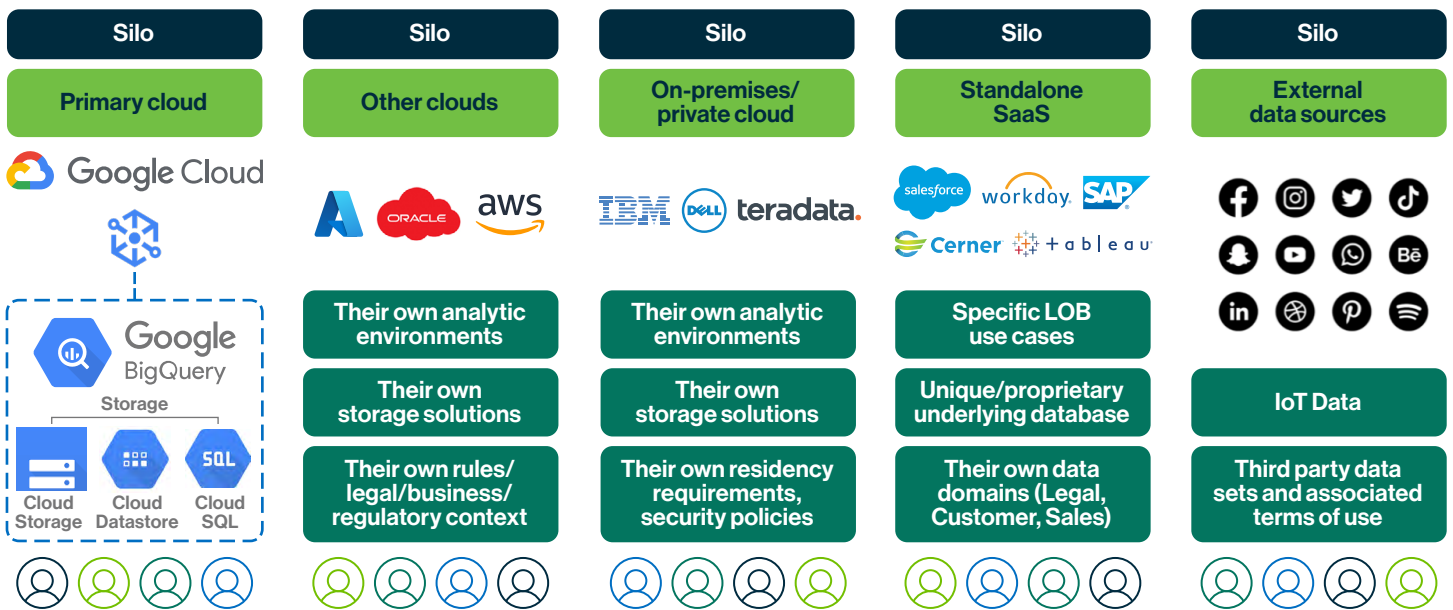 Silo
Primary cloud
Google Cloud
Google
BigQuery
Storage
Cloud
Storage
Cloud
Datastore
SQL
Cloud
SQL
Silo
Other clouds
ORACLE
aws
Their own analytic
environments
Their own
storage solutions
Their own rules/
legal/business/
regulatory context
Silo
On-premises/
private cloud
IBM
DELL
teradata.
Their own analytic
environments
Their own
storage solutions
Their own residency
requirements,
security policies
Silo
Standalone
SaaS
salesforce
workday.
SAP
Cerner
+ableau
Specific LOB
use cases
Unique/proprietary
underlying database
Their own data
domains (Legal,
Customer, Sales)
Silo
External
data sources
Bē
in
IoT Data
Third party data
sets and associated
terms of use